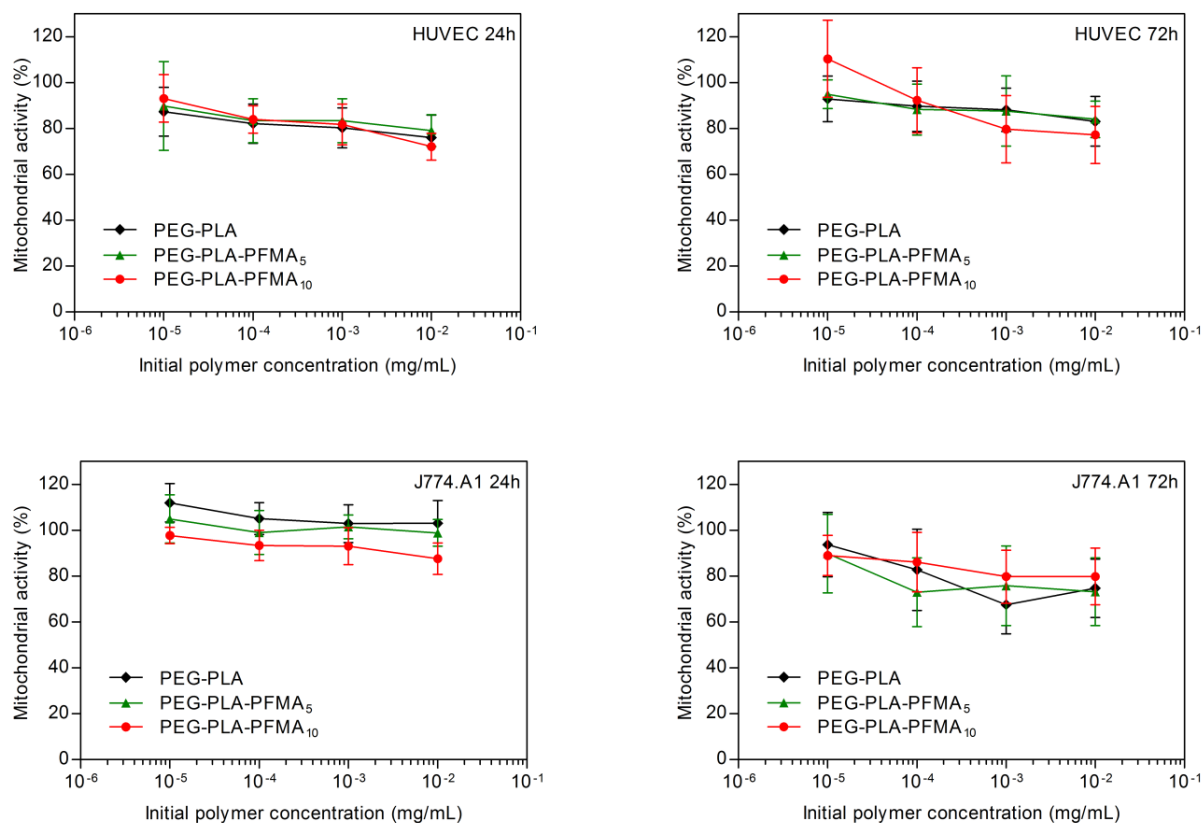 HUVEC 24h
Mitochondrial activity (%)
120
100
80
60
40
20
0
PEG-PLA
PEG-PLA-PFMA₅
PEG-PLA-PFMA₁₀
10⁻⁶ 10⁻⁵ 10⁻⁴ 10⁻³ 10⁻² 10⁻¹
Initial polymer concentration (mg/mL)
HUVEC 72h
Mitochondrial activity (%)
120
100
80
60
40
20
0
PEG-PLA
PEG-PLA-PFMA₅
PEG-PLA-PFMA₁₀
10⁻⁶ 10⁻⁵ 10⁻⁴ 10⁻³ 10⁻² 10⁻¹
Initial polymer concentration (mg/mL)
J774.A1 24h
Mitochondrial activity (%)
120
100
80
60
40
20
0
PEG-PLA
PEG-PLA-PFMA₅
PEG-PLA-PFMA₁₀
10⁻⁶ 10⁻⁵ 10⁻⁴ 10⁻³ 10⁻² 10⁻¹
Initial polymer concentration (mg/mL)
J774.A1 72h
Mitochondrial activity (%)
120
100
80
60
40
20
0
PEG-PLA
PEG-PLA-PFMA₅
PEG-PLA-PFMA₁₀
10⁻⁶ 10⁻⁵ 10⁻⁴ 10⁻³ 10⁻² 10⁻¹
Initial polymer concentration (mg/mL)